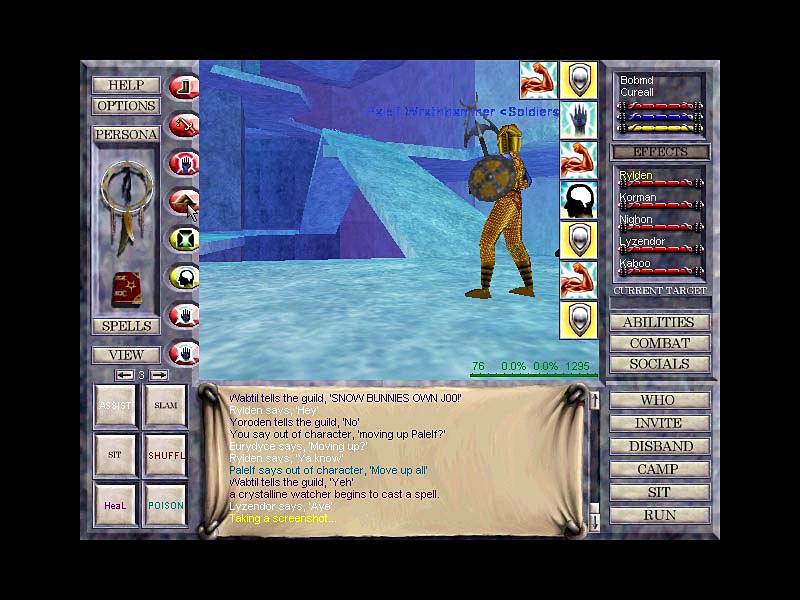 HELP
OPTIONS
PERSONA
SPELLS
VIEW
3
ASSIST
SLAM
SIT
SHUFFL
HeaL
POISON
Palelf Wrathhammer <Soldiers
76 0.0% 0.0% 1295
Wabtil tells the guild, 'SNOW BUNNIES OWN J00!'
Rylden says, 'Hey'
Yoroden tells the guild, 'No'
You say out of character, 'moving up Palelf?'
Eurydyce says, 'Moving up?'
Rylden says, 'Ya know'
Palelf says out of character, 'Move up all'
Wabtil tells the guild, 'Yeh'
a crystalline watcher begins to cast a spell.
Lyzendor says, 'Aye'
Taking a screenshot...
Bobmd
Cureall
EFFECTS
Rylden
Korman
Nighon
Lyzendor
Kaboo
CURRENT TARGET
ABILITIES
COMBAT
SOCIALS
WHO
INVITE
DISBAND
CAMP
SIT
RUN